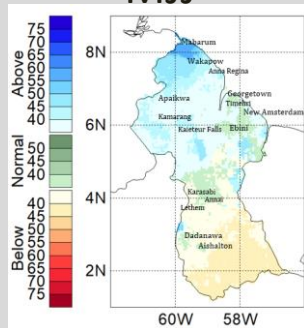 Above
75
70
65
60
55
50
45
40
Normal
50
45
40
Below
40
45
50
55
60
65
70
75
8N
6N
4N
2N
60W
58W
Mabarum
Wakapow
Anna Regina
Georgetown
Apaikwa
Timehri
New Amsterdam
Kamarang
Kaieteur Falls
Ebini
Karasabi
Annai
Lethem
Dadanawa
Aishalton